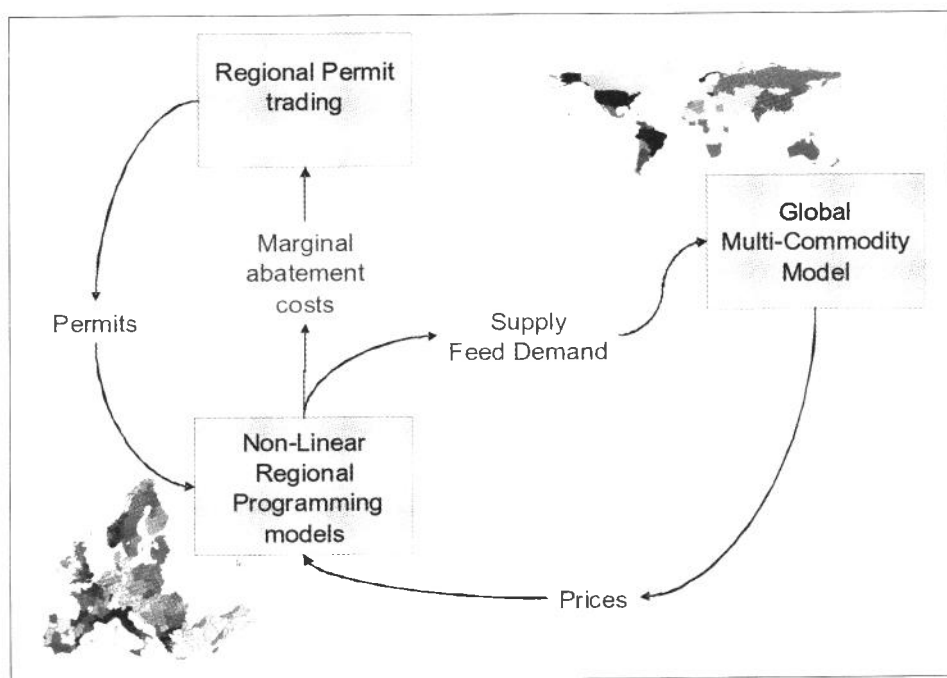 Regional Permit
trading
Marginal
abatement
costs
Permits
Global
Multi-Commodity
Model
Supply
Feed Demand
Non-Linear
Regional
Programming
models
Prices